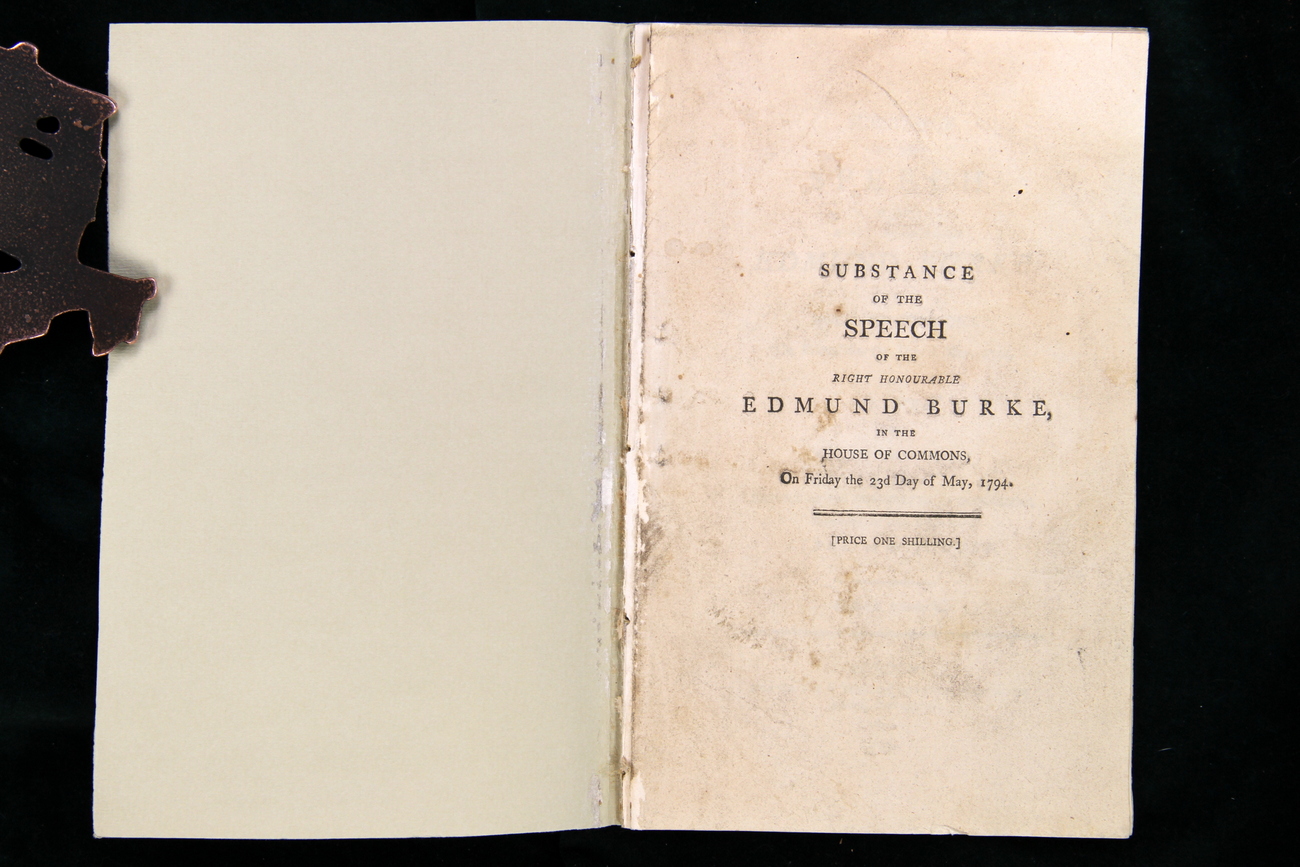 SUBSTANCE
OF THE
SPEECH
OF THE
RIGHT HONOURABLE
EDMUND BURKE,
IN THE
HOUSE OF COMMONS,
On Friday the 23d Day of May, 1794.
[PRICE ONE SHILLING.]